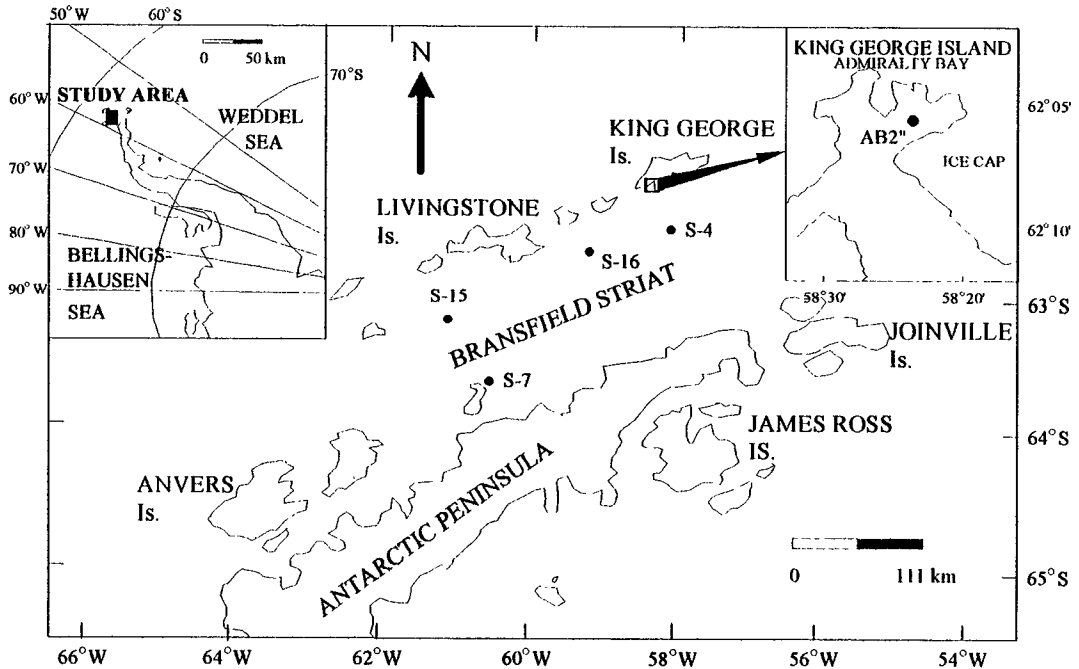 50°W
60°S
0 50 km
70°S
60°W
STUDY AREA
WEDDEL
SEA
70°W
80°W
BELLINGS-
HAUSEN
90°W
SEA
N
KING GEORGE
Is.
LIVINGSTONE
Is.
S-4
S-16
S-15
BRANSFIELD STRIAT
S-7
KING GEORGE ISLAND
ADMIRALTY BAY
AB2"
ICE CAP
62°05'
62°10'
58°30'
58°20'
63°S
JOINVILLE
Is.
JAMES ROSS
IS.
64°S
ANVERS
Is.
ANTARCTIC PENINSULA
0 111 km
65°S
66°W
64°W
62°W
60°W
58°W
56°W
54°W